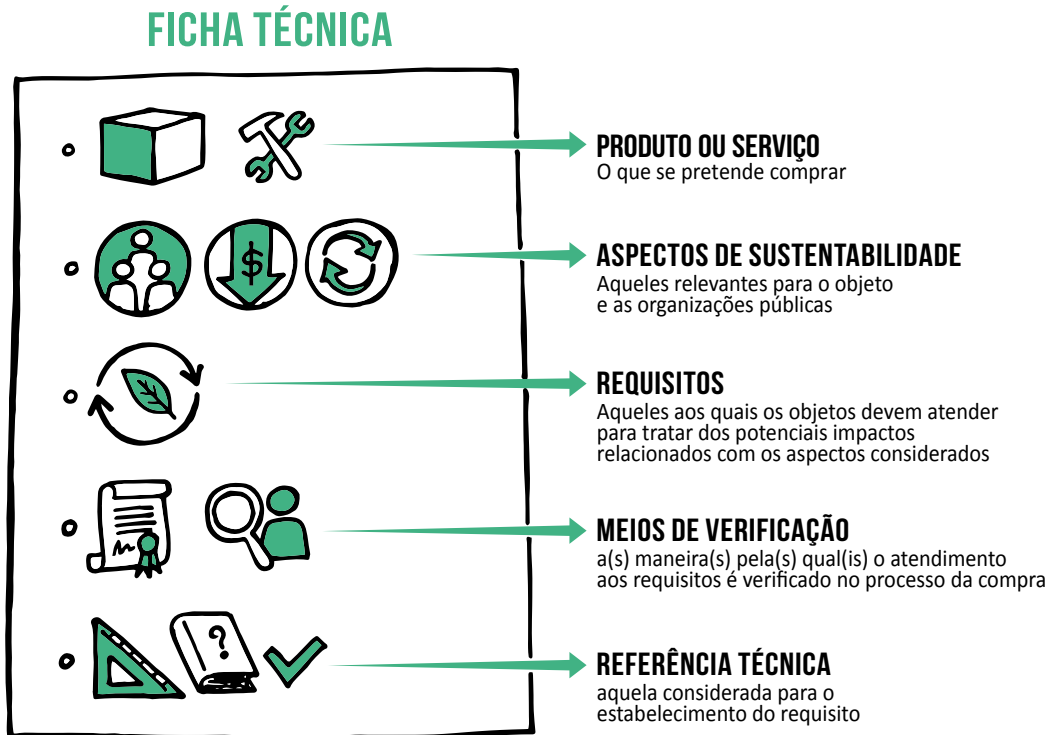 FICHA TÉCNICA
PRODUTO OU SERVIÇO
O que se pretende comprar
$
ASPECTOS DE SUSTENTABILIDADE
Aqueles relevantes para o objeto
e as organizações públicas
REQUISITOS
Aqueles aos quais os objetos devem atender
para tratar dos potenciais impactos
relacionados com os aspectos considerados
MEIOS DE VERIFICAÇÃO
a(s) maneira(s) pela(s) qual(is) o atendimento
aos requisitos é verificado no processo da compra
?
REFERÊNCIA TÉCNICA
aquela considerada para o
estabelecimento do requisito